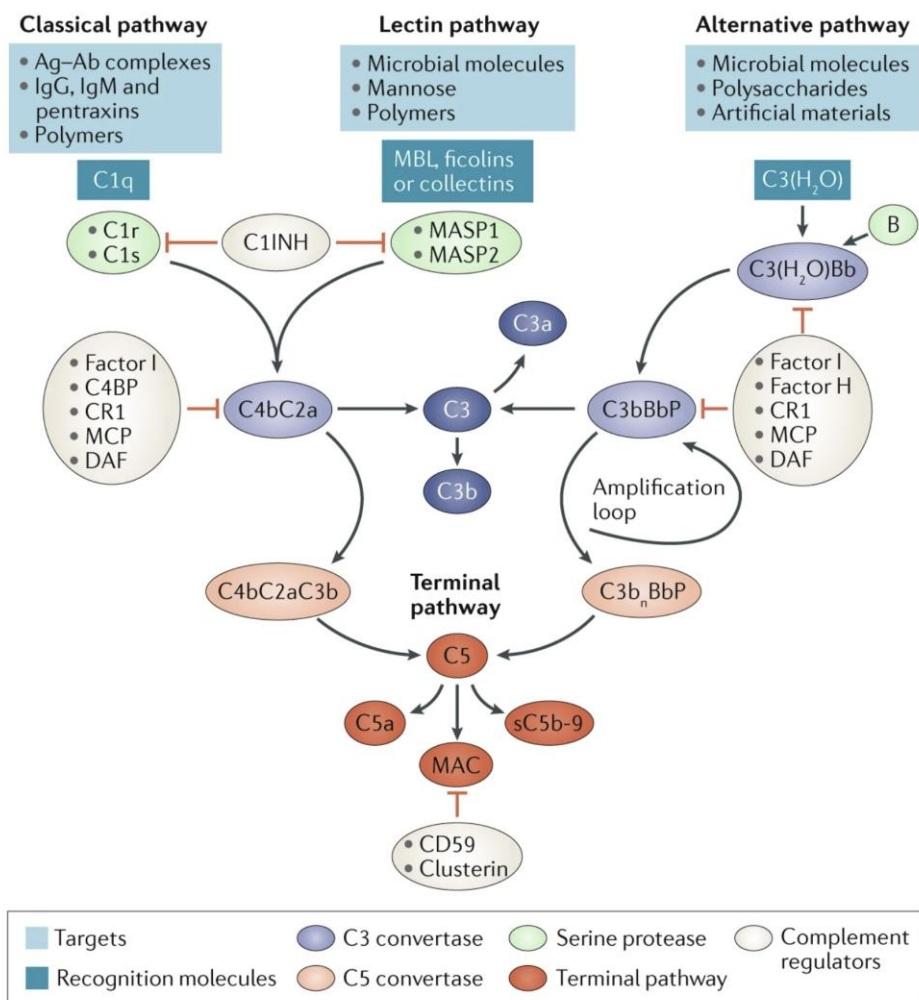 Classical pathway
• Ag–Ab complexes
• IgG, IgM and
pentraxins
• Polymers
C1q
• C1r
• C1s
C1INH
Lectin pathway
• Microbial molecules
• Mannose
• Polymers
MBL, ficolins
or collectins
• MASP1
• MASP2
Alternative pathway
• Microbial molecules
• Polysaccharides
• Artificial materials
C3(H₂O)
B
C3(H₂O)Bb
• Factor I
• C4BP
• CR1
• MCP
• DAF
C4bC2a
C3a
C3
C3b
C3bBbP
• Factor I
• Factor H
• CR1
• MCP
• DAF
Amplification
loop
C4bC2aC3b
Terminal
pathway
C3bₙBbP
C5
C5a
sC5b-9
MAC
• CD59
• Clusterin
Targets
Recognition molecules
C3 convertase
C5 convertase
Serine protease
Terminal pathway
Complement
regulators